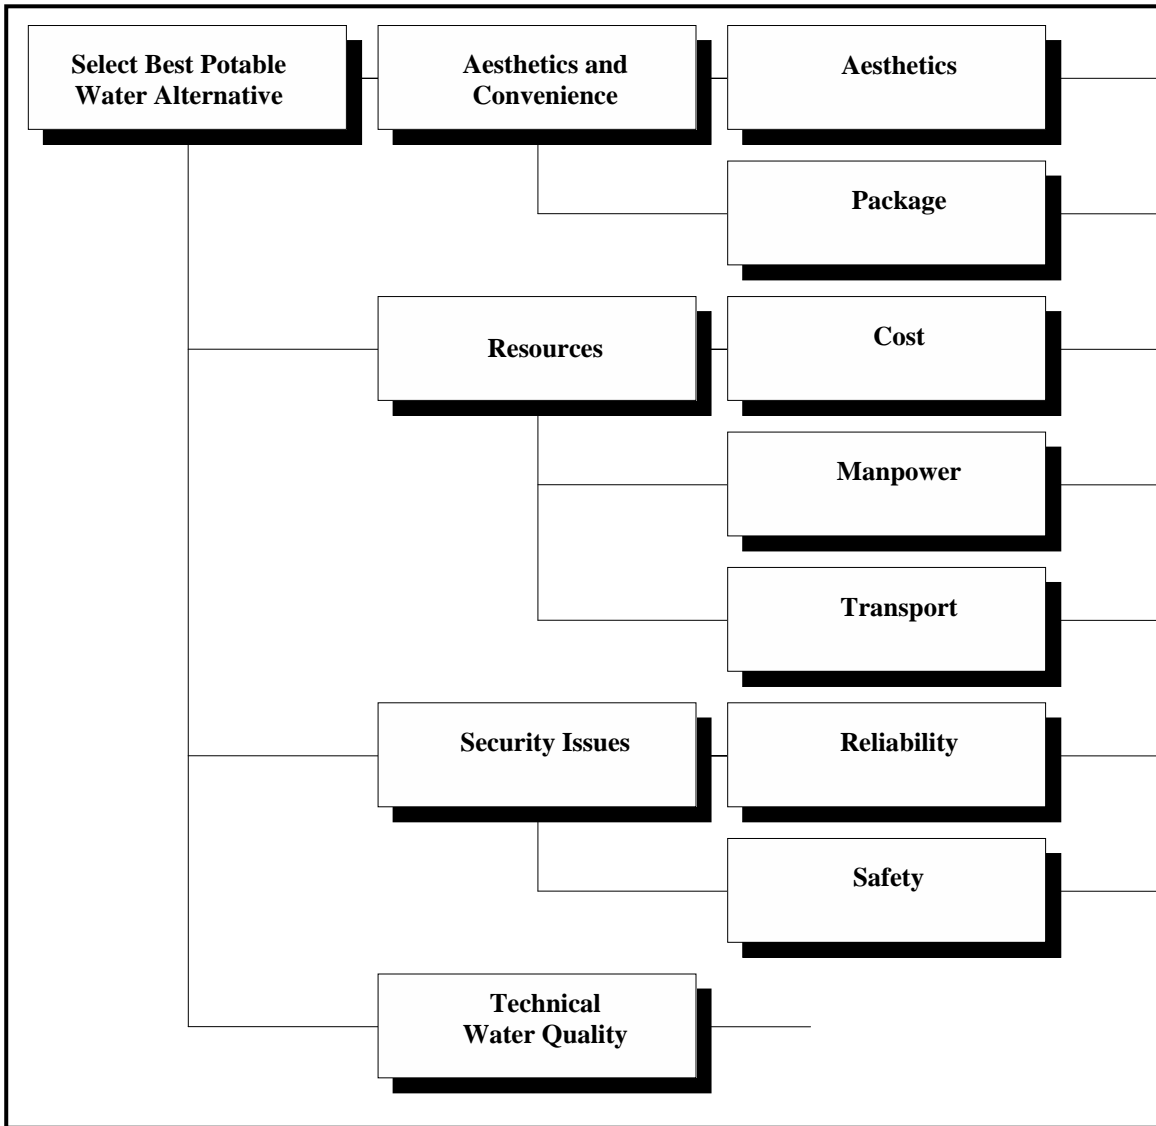 Select Best Potable
Water Alternative
Aesthetics and
Convenience
Aesthetics
Package
Resources
Cost
Manpower
Transport
Security Issues
Reliability
Safety
Technical
Water Quality